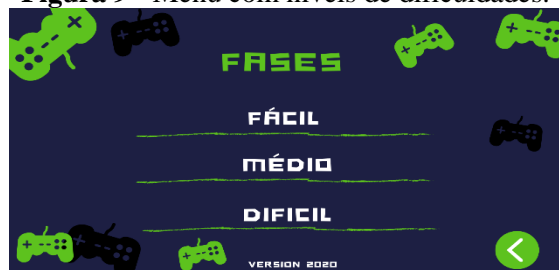 Figura 9 - Menu com níveis de dificuldades.
FASES
FÁCIL
MÉDIO
DIFICIL
VERSION 2020